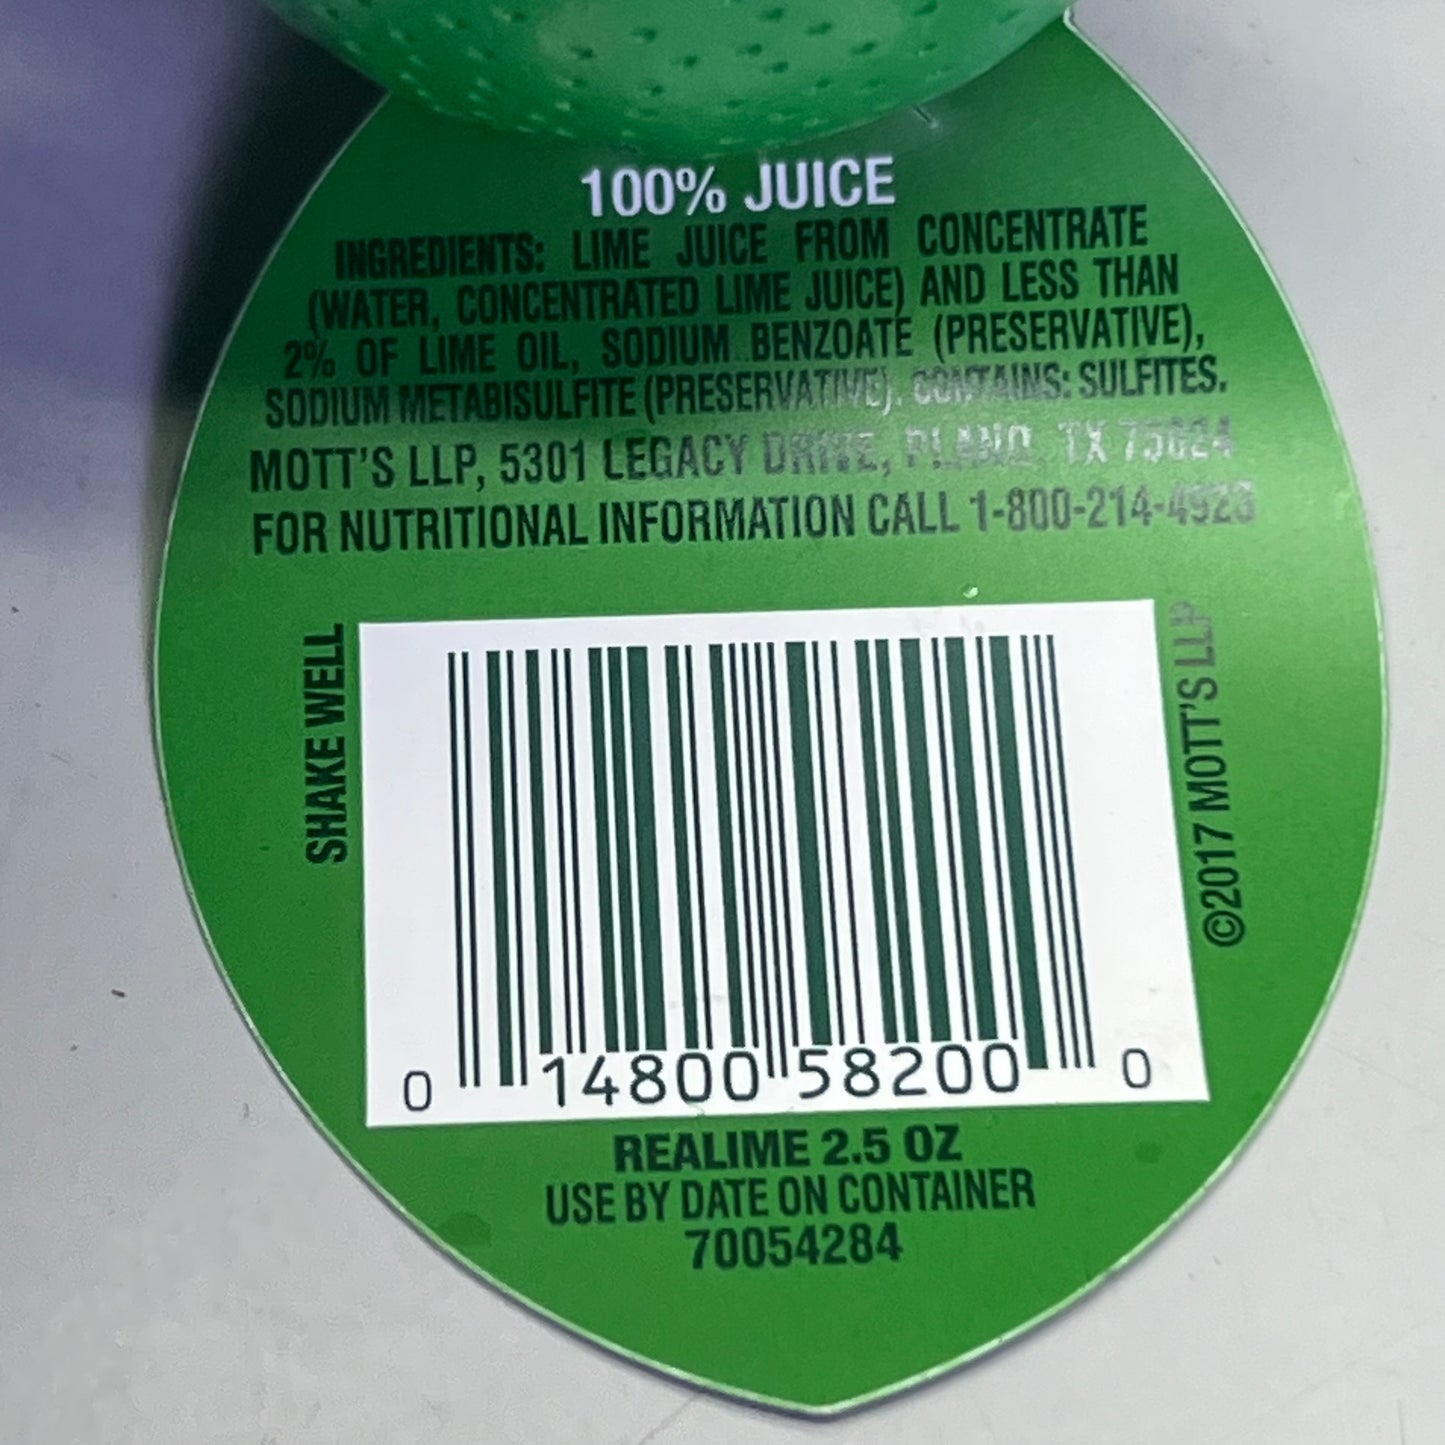 100% JUICE
INGREDIENTS: LIME JUICE FROM CONCENTRATE
(WATER, CONCENTRATED LIME JUICE) AND LESS THAN
2% OF LIME OIL, SODIUM BENZOATE (PRESERVATIVE),
SODIUM METABISULFITE (PRESERVATIVE). CONTAINS: SULFITES.
MOTT'S LLP, 5301 LEGACY DRIVE, PLANO, TX 75024
FOR NUTRITIONAL INFORMATION CALL 1-800-214-4923
SHAKE WELL
©2017 MOTT'S LLP
0 14800 58200 0
REALIME 2.5 OZ
USE BY DATE ON CONTAINER
70054284